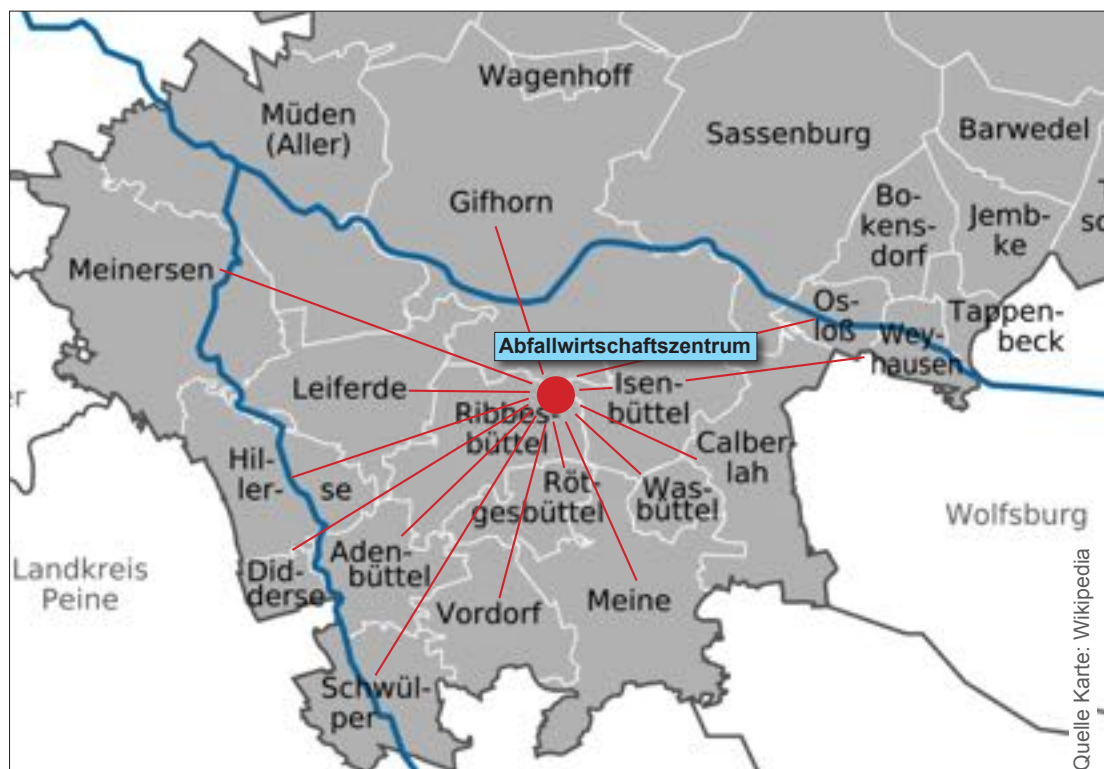 Wagenhoff
Müden
(Aller)
Sassenburg
Barwedel
Gifhorn
Bo-
kens-
dorf
Jemb-
ke
Meinersen
Os-
loß
Wey-
hausen
Tappen-
beck
Abfallwirtschaftszentrum
Leiferde
Isen-
büttel
Ribbes-
büttel
Calber-
lah
Hil-
ler-
se
Röt-
gesbüttel
Was-
büttel
Wolfsburg
Landkreis
Peine
Did-
derse
Aden-
büttel
Vordorf
Meine
Schwül-
per
Quelle Karte: Wikipedia